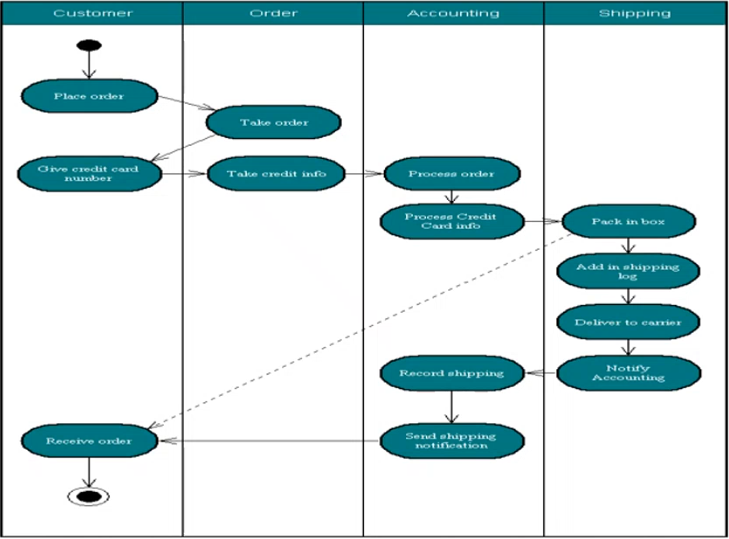 Customer
Order
Accounting
Shipping
Place order
Take order
Give credit card
number
Take credit info
Process order
Process Credit
Card info
Pack in box
Add in shipping
log
Deliver to carrier
Notify
Accounting
Record shipping
Send shipping
notification
Receive order